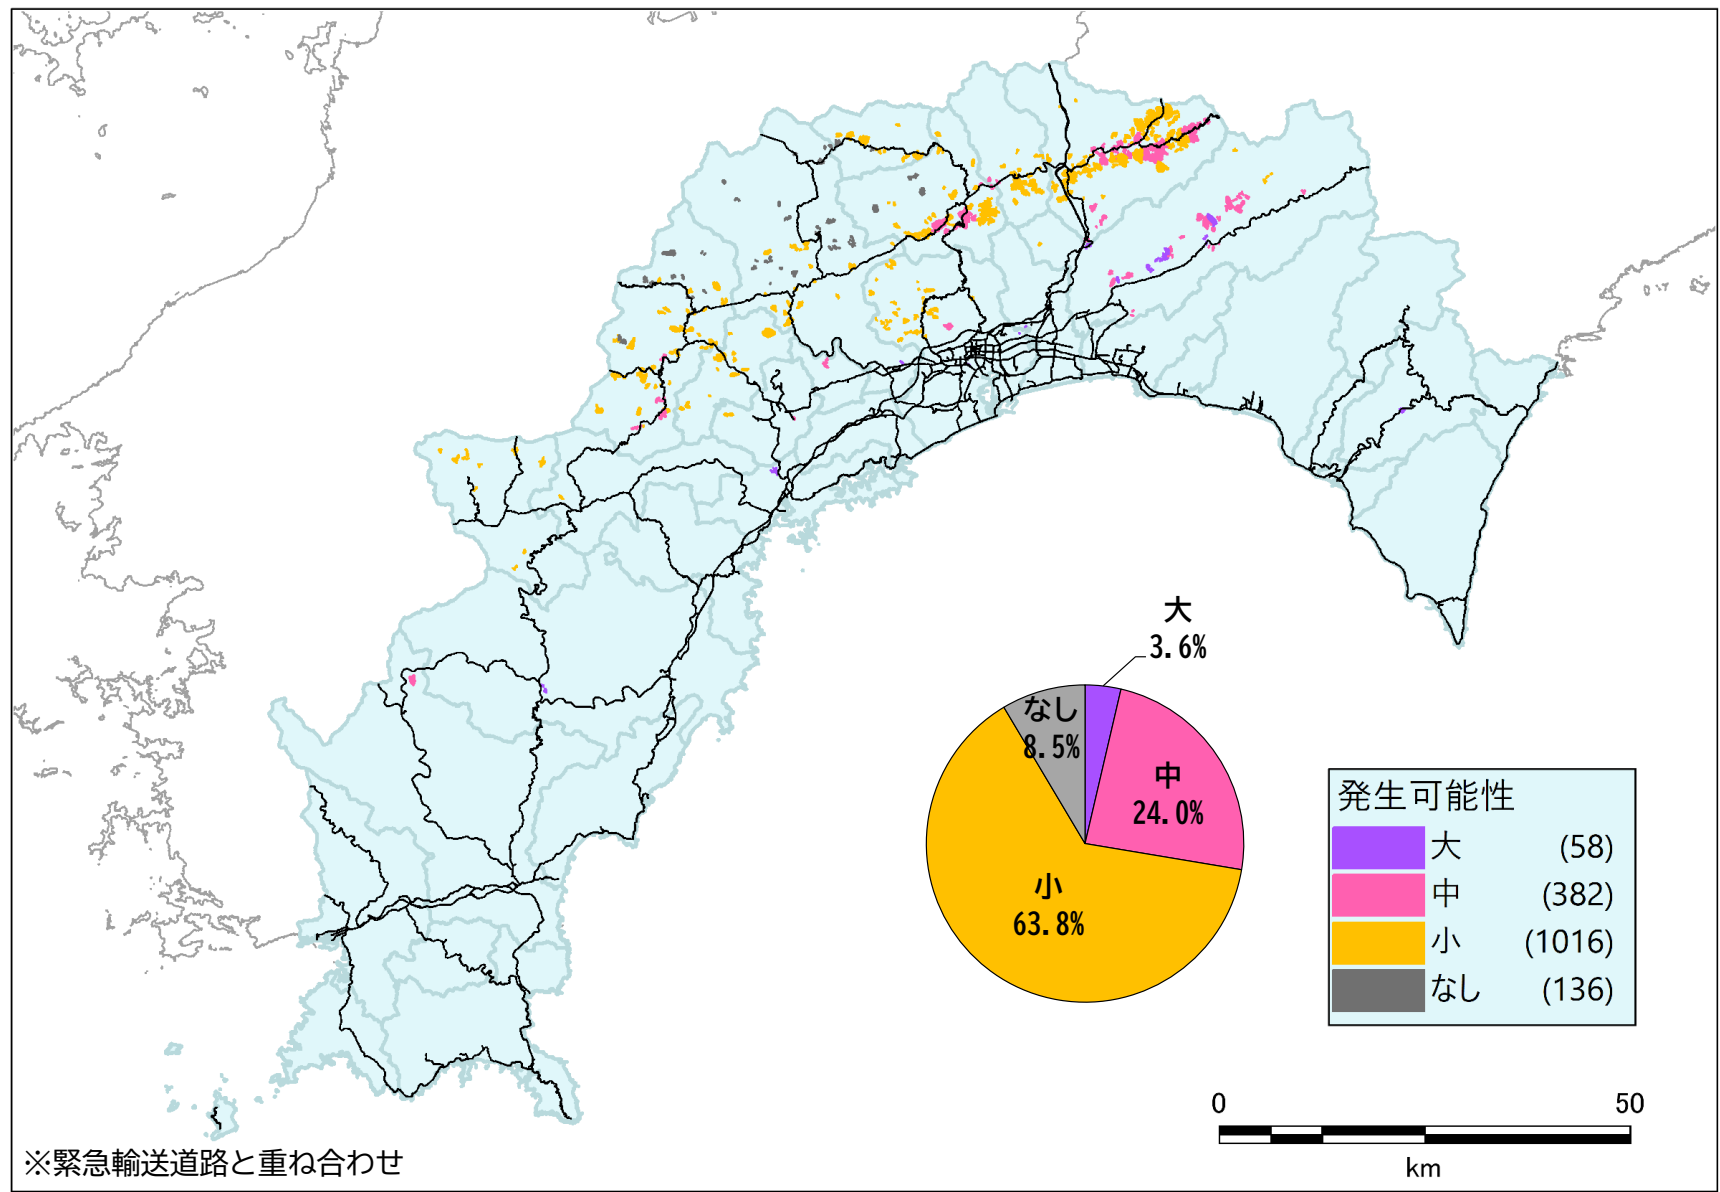 大
3.6%
なし
8.5%
中
24.0%
小
63.8%
発生可能性
大 (58)
中 (382)
小 (1016)
なし (136)
0 50
km
※緊急輸送道路と重ね合わせ